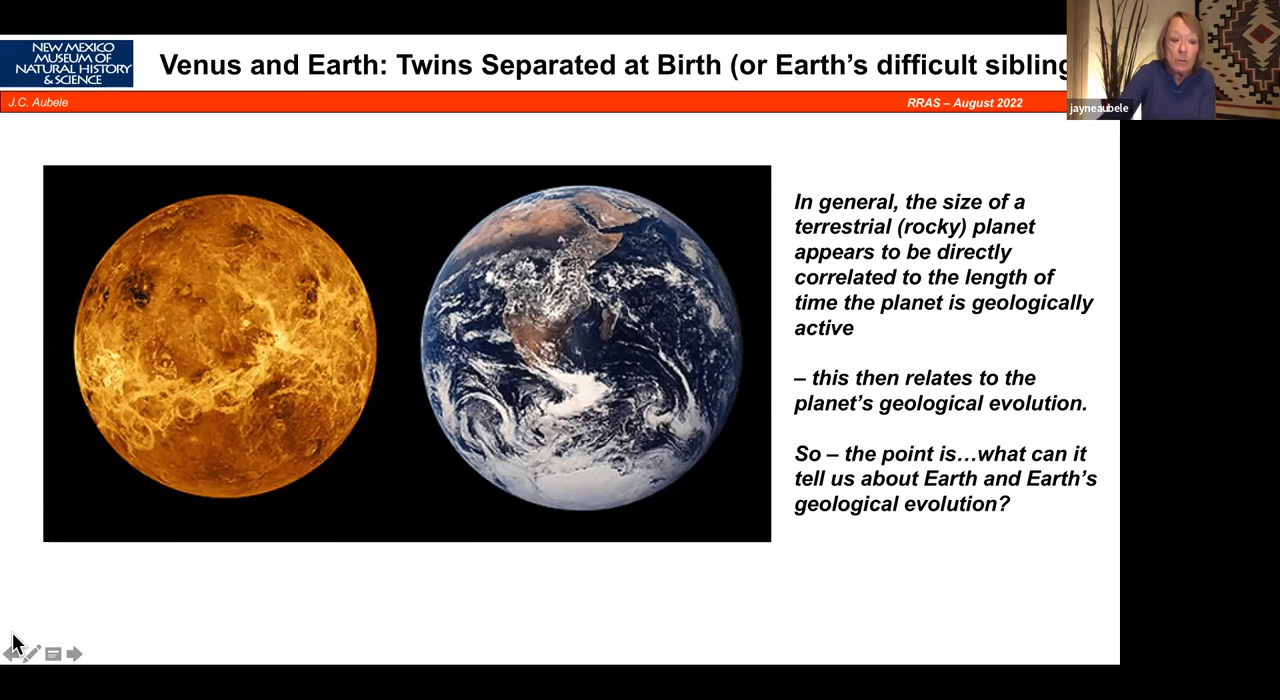 NEW MEXICO
MUSEUM OF
NATURAL HISTORY
& SCIENCE
Venus and Earth: Twins Separated at Birth (or Earth’s difficult sibling
J.C. Aubele
RRAS – August 2022
jayneaubele
In general, the size of a
terrestrial (rocky) planet
appears to be directly
correlated to the length of
time the planet is geologically
active
– this then relates to the
planet’s geological evolution.
So – the point is…what can it
tell us about Earth and Earth’s
geological evolution?